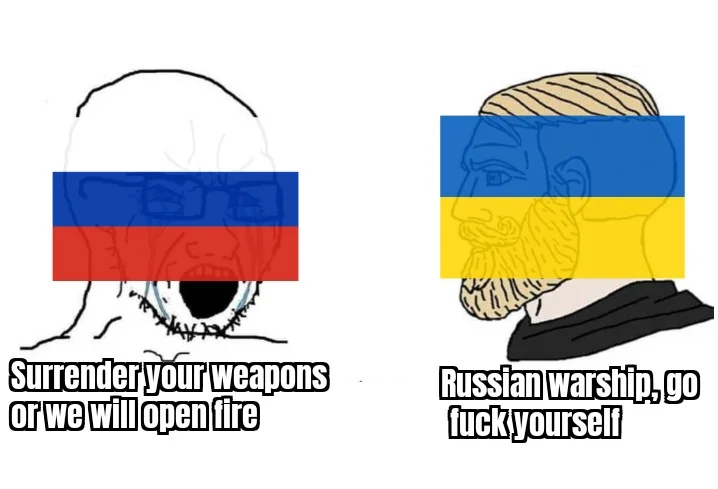 Surrender your weapons
or we will open fire
Russian warship, go
fuck yourself